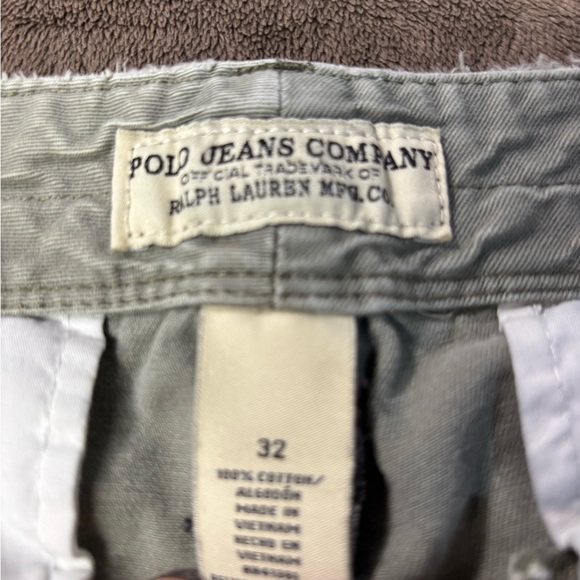 POLO JEANS COMPANY
OFFICIAL TRADEMARK OF
RALPH LAUREN MFG. CO.
32
100% COTTON/
ALGODÓN
MADE IN
VIETNAM
HECHO EN
VIETNAM